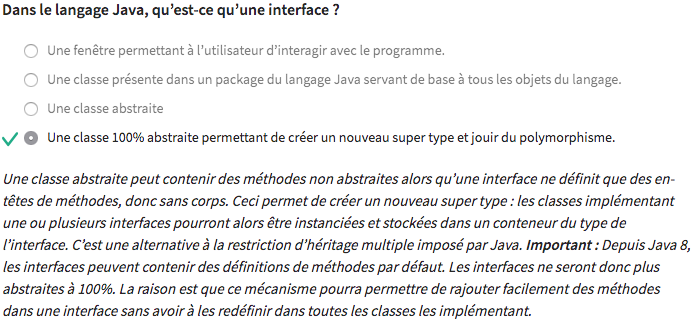 Dans le langage Java, qu’est-ce qu’une interface ?
Une fenêtre permettant à l’utilisateur d’interagir avec le programme.
Une classe présente dans un package du langage Java servant de base à tous les objets du langage.
Une classe abstraite
Une classe 100% abstraite permettant de créer un nouveau super type et jouir du polymorphisme.
Une classe abstraite peut contenir des méthodes non abstraites alors qu’une interface ne définit que des en-
têtes de méthodes, donc sans corps. Ceci permet de créer un nouveau super type : les classes implémentant
une ou plusieurs interfaces pourront alors être instanciées et stockées dans un conteneur du type de
l’interface. C’est une alternative à la restriction d’héritage multiple imposé par Java. Important : Depuis Java 8,
les interfaces peuvent contenir des définitions de méthodes par défaut. Les interfaces ne seront donc plus
abstraites à 100%. La raison est que ce mécanisme pourra permettre de rajouter facilement des méthodes
dans une interface sans avoir à les redéfinir dans toutes les classes les implémentant.